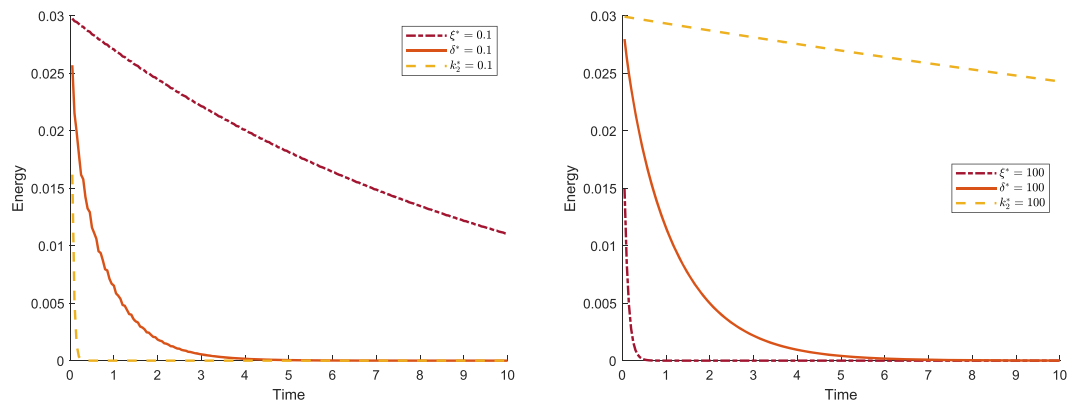 0.03
0.025
0.02
0.015
0.01
0.005
0
Energy
0 1 2 3 4 5 6 7 8 9 10
Time
ξ* = 0.1
δ* = 0.1
k₂* = 0.1
0.03
0.025
0.02
0.015
0.01
0.005
0
Energy
0 1 2 3 4 5 6 7 8 9 10
Time
ξ* = 100
δ* = 100
k₂* = 100